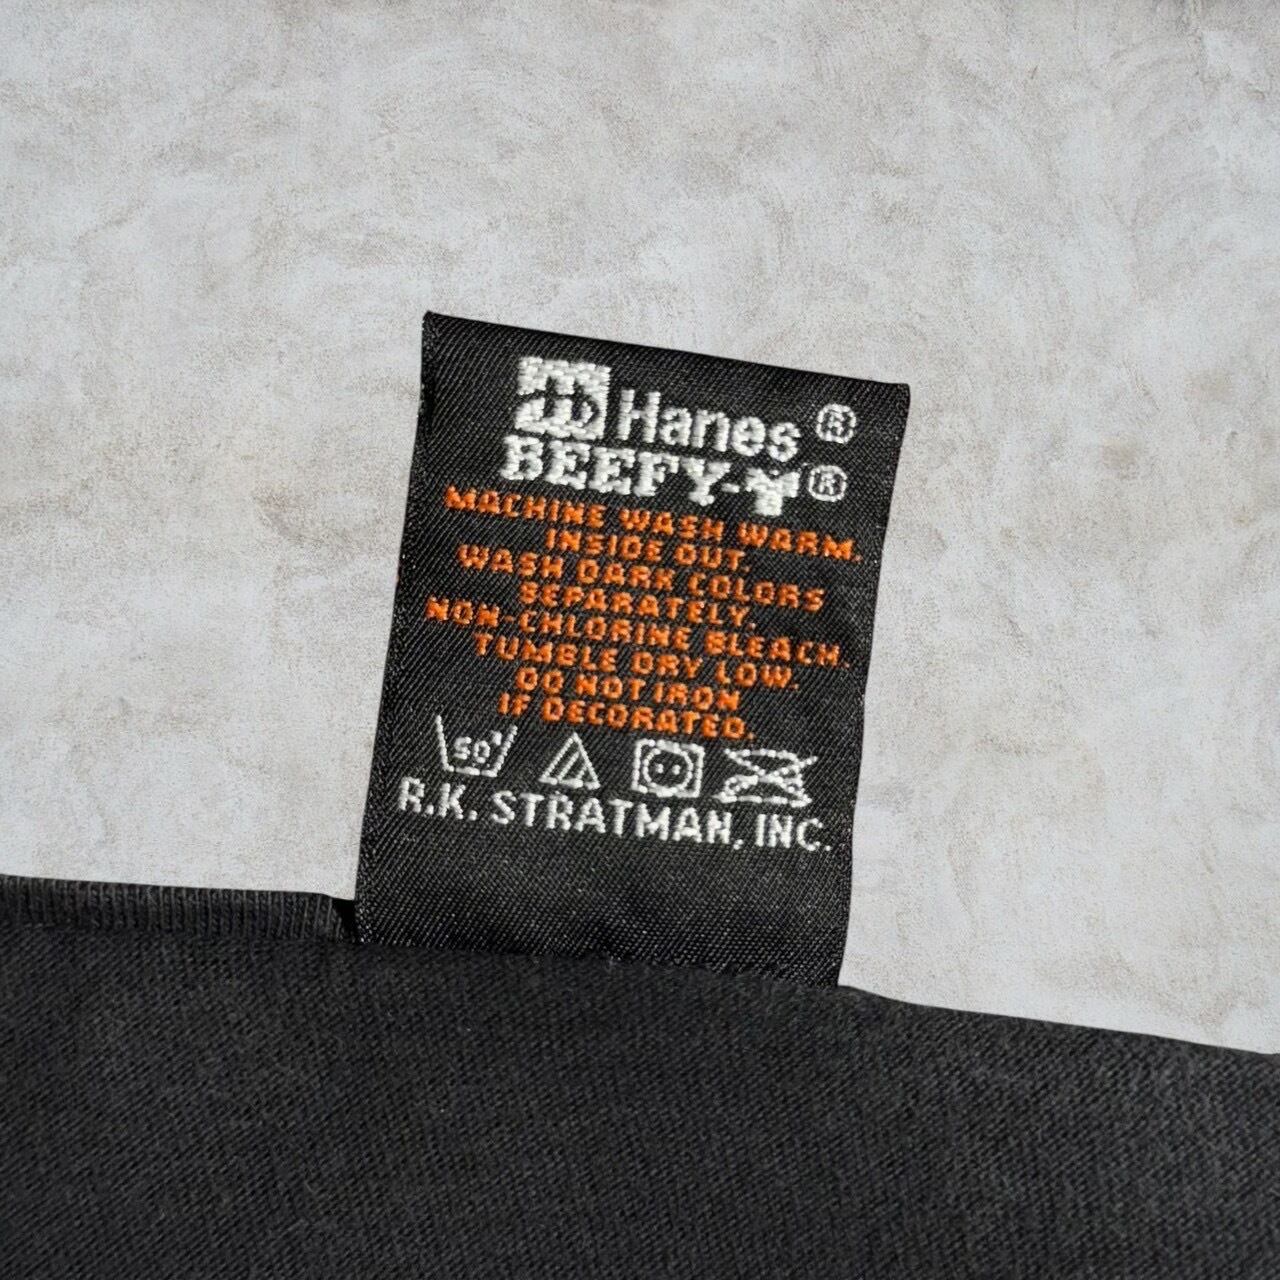 Hanes ®
BEEFY-T ®
MACHINE WASH WARM.
INSIDE OUT.
WASH DARK COLORS
SEPARATELY.
NON-CHLORINE BLEACH.
TUMBLE DRY LOW.
DO NOT IRON
IF DECORATED.
50°
R.K. STRATMAN, INC.